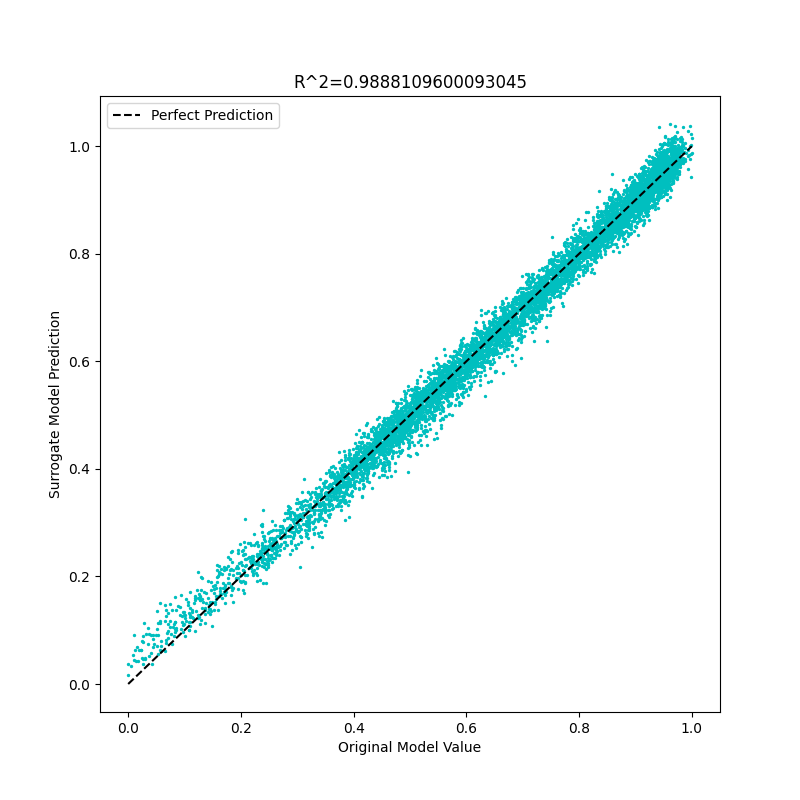 R^2=0.9888109600093045
Perfect Prediction
1.0
0.8
0.6
0.4
0.2
0.0
Surrogate Model Prediction
0.0 0.2 0.4 0.6 0.8 1.0
Original Model Value